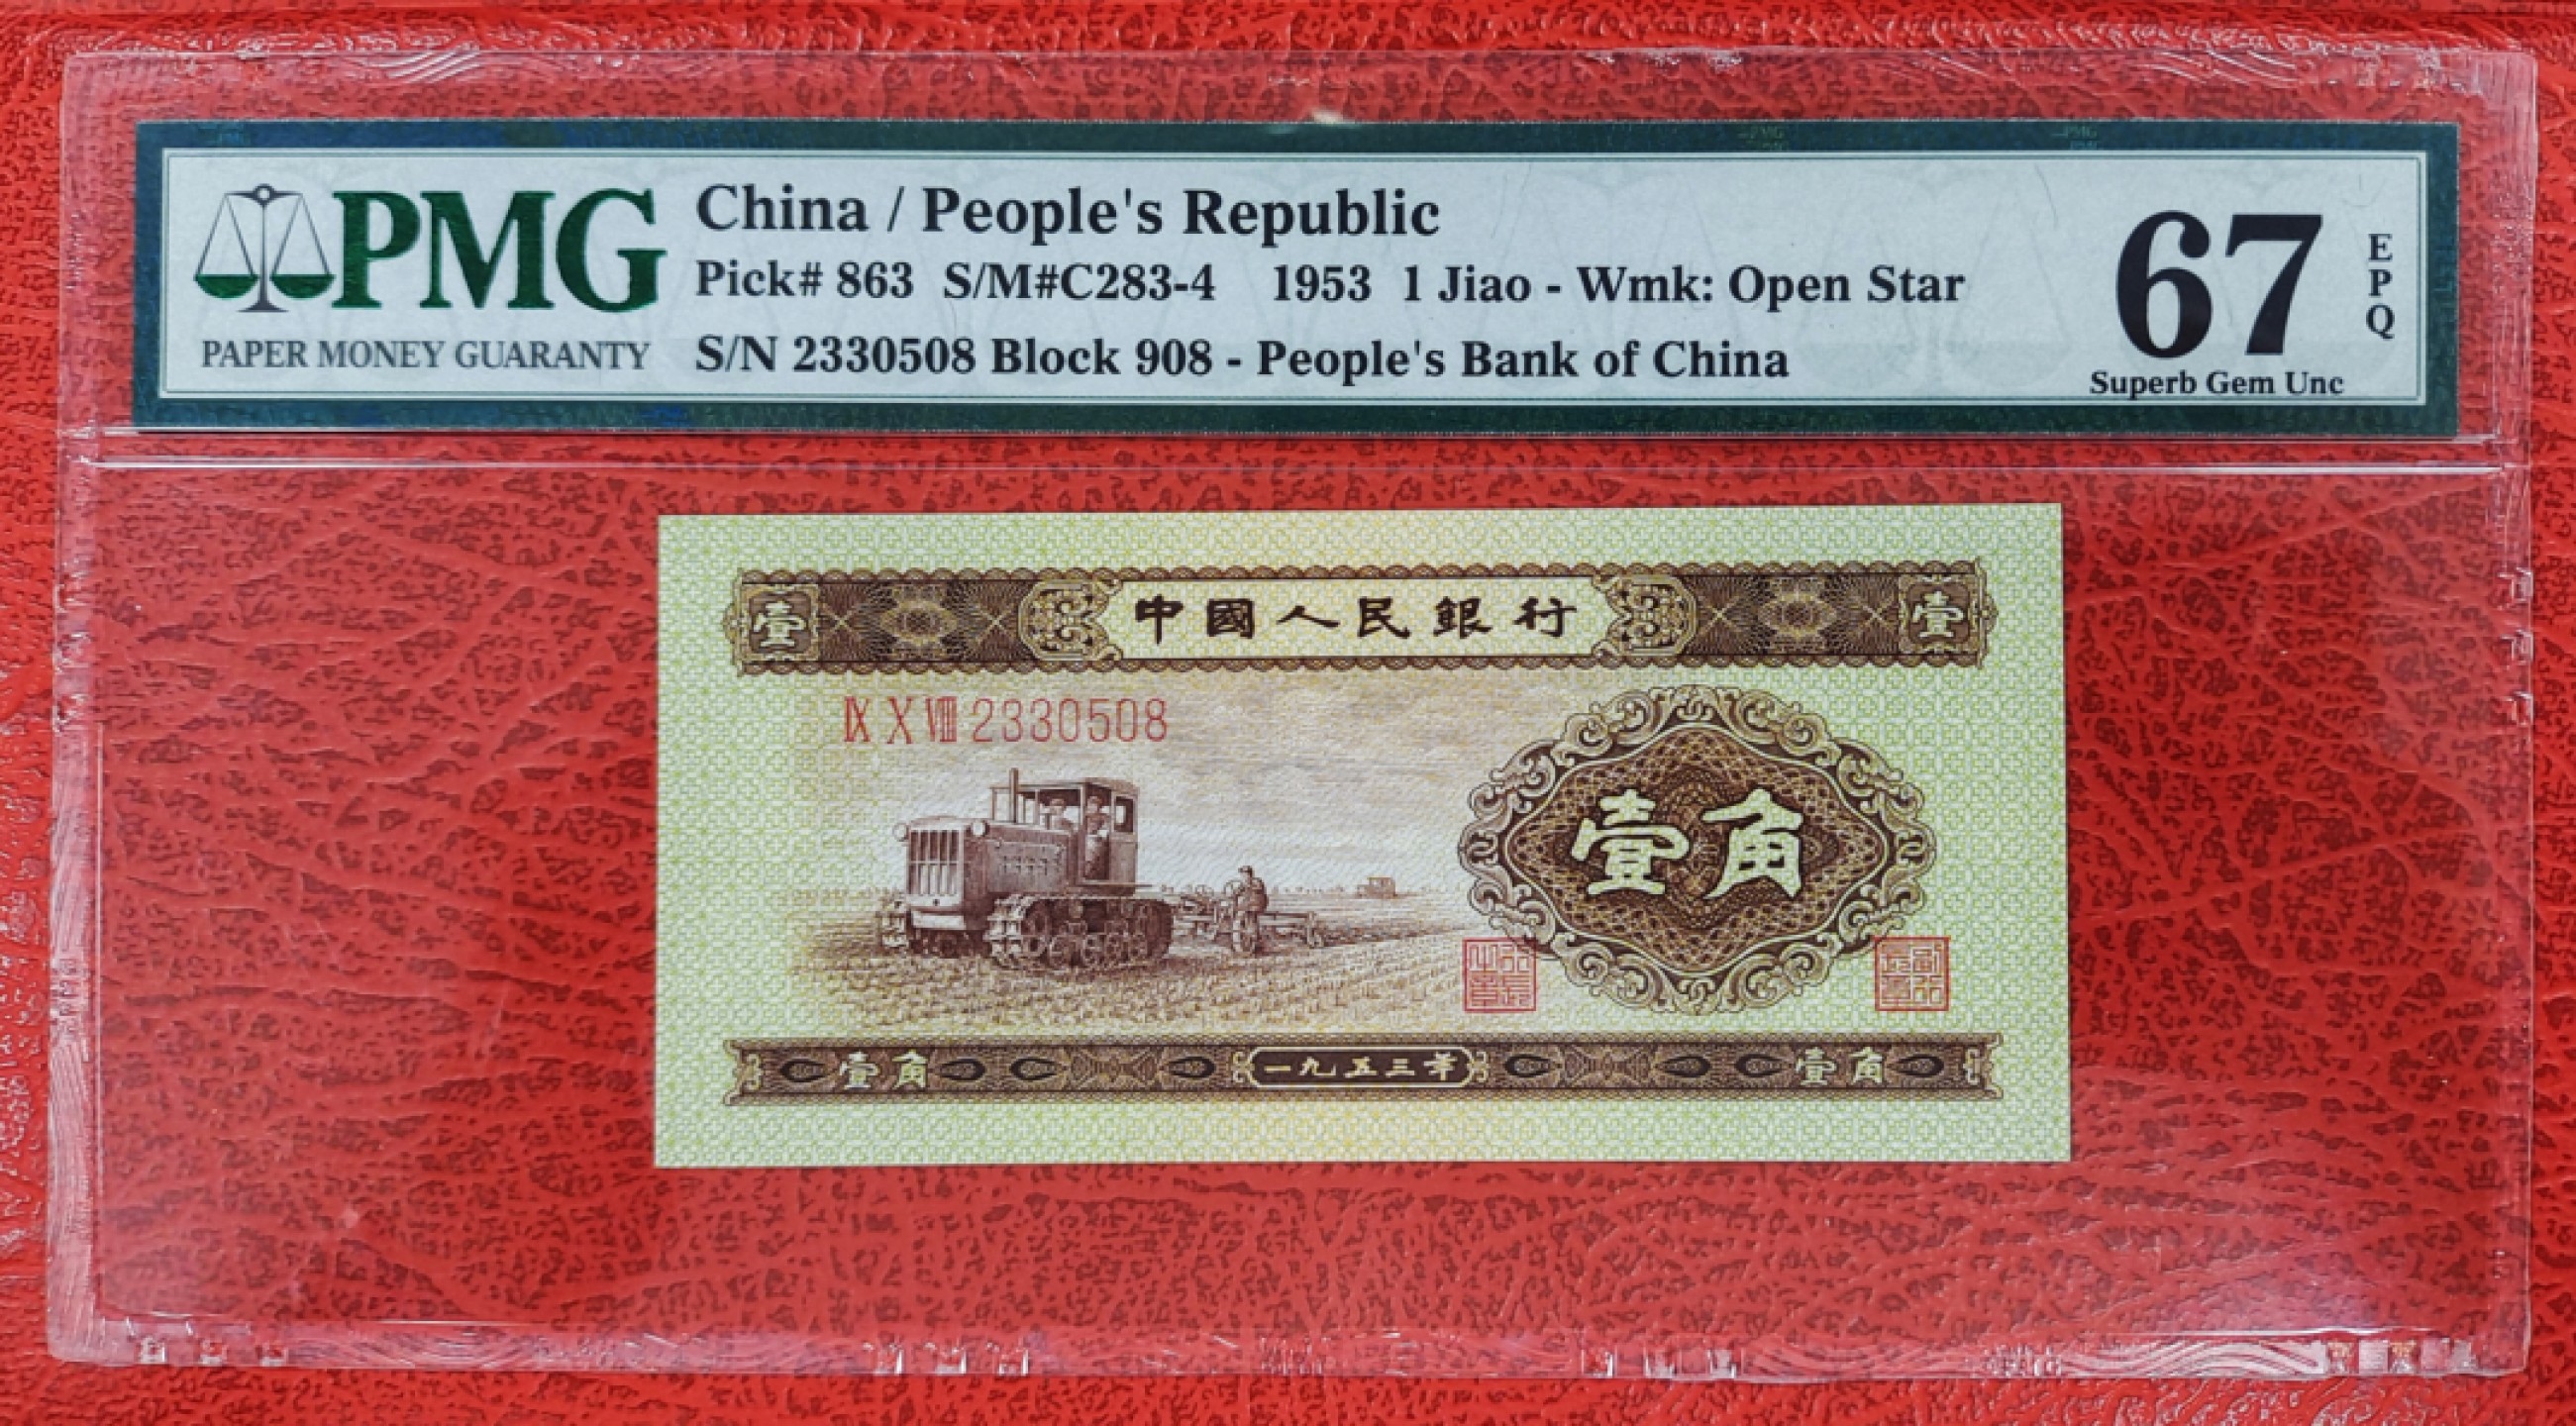 PMG
PAPER MONEY GUARANTY
China / People's Republic
Pick# 863 S/M#C283-4 1953 1 Jiao - Wmk: Open Star
S/N 2330508 Block 908 - People's Bank of China
67
EPQ
Superb Gem Unc
壹 中國人民銀行 壹
ⅨⅩⅧ 2330508
壹角
壹角 一九五三年 壹角